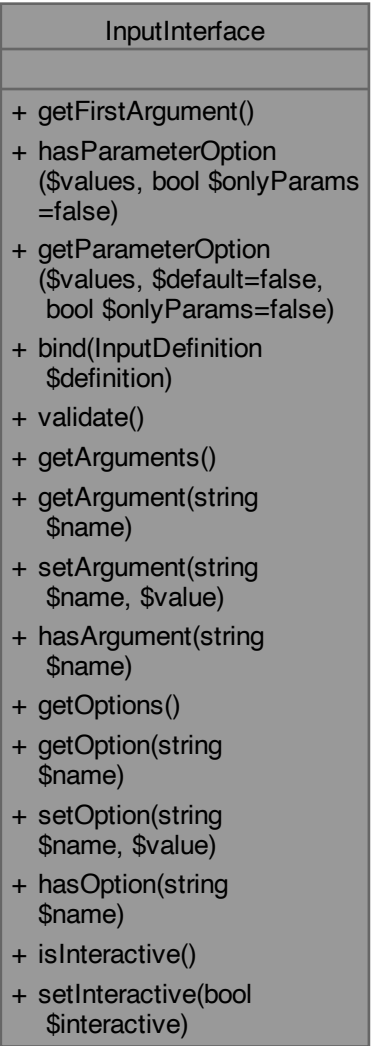 InputInterface
+ getFirstArgument()
+ hasParameterOption
($values, bool $onlyParams
=false)
+ getParameterOption
($values, $default=false,
bool $onlyParams=false)
+ bind(InputDefinition
$definition)
+ validate()
+ getArguments()
+ getArgument(string
$name)
+ setArgument(string
$name, $value)
+ hasArgument(string
$name)
+ getOptions()
+ getOption(string
$name)
+ setOption(string
$name, $value)
+ hasOption(string
$name)
+ isInteractive()
+ setInteractive(bool
$interactive)